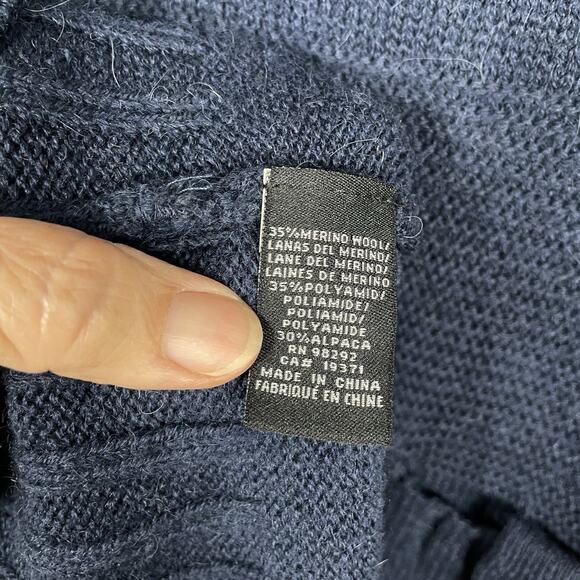 35%MERINO WOOL/
LANAS DEL MERINO/
LANE DEL MERINO/
LAINES DE MERINO
35%POLYAMID/
POLIAMIDE/
POLIAMID/
POLYAMIDE
30%ALPACA
RN 98292
CA# 19371
MADE IN CHINA
FABRIQUÉ EN CHINE